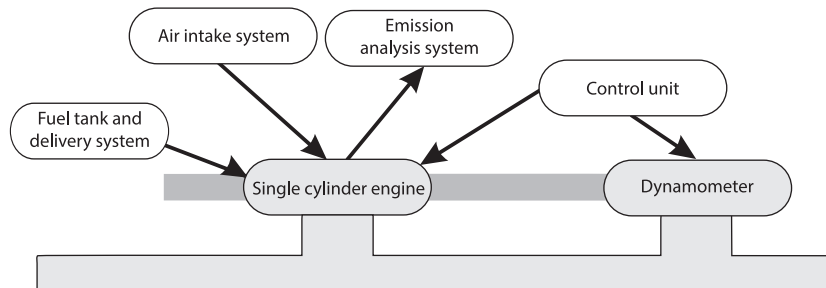 Air intake system
Emission
analysis system
Control unit
Fuel tank and
delivery system
Single cylinder engine
Dynamometer